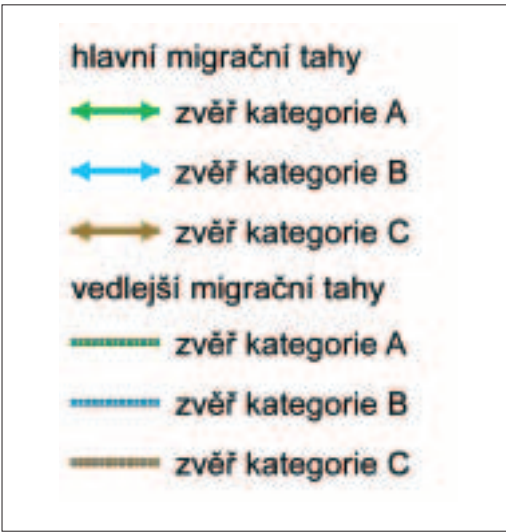 hlavní migrační tahy
zvěř kategorie A
zvěř kategorie B
zvěř kategorie C
vedlejší migrační tahy
zvěř kategorie A
zvěř kategorie B
zvěř kategorie C